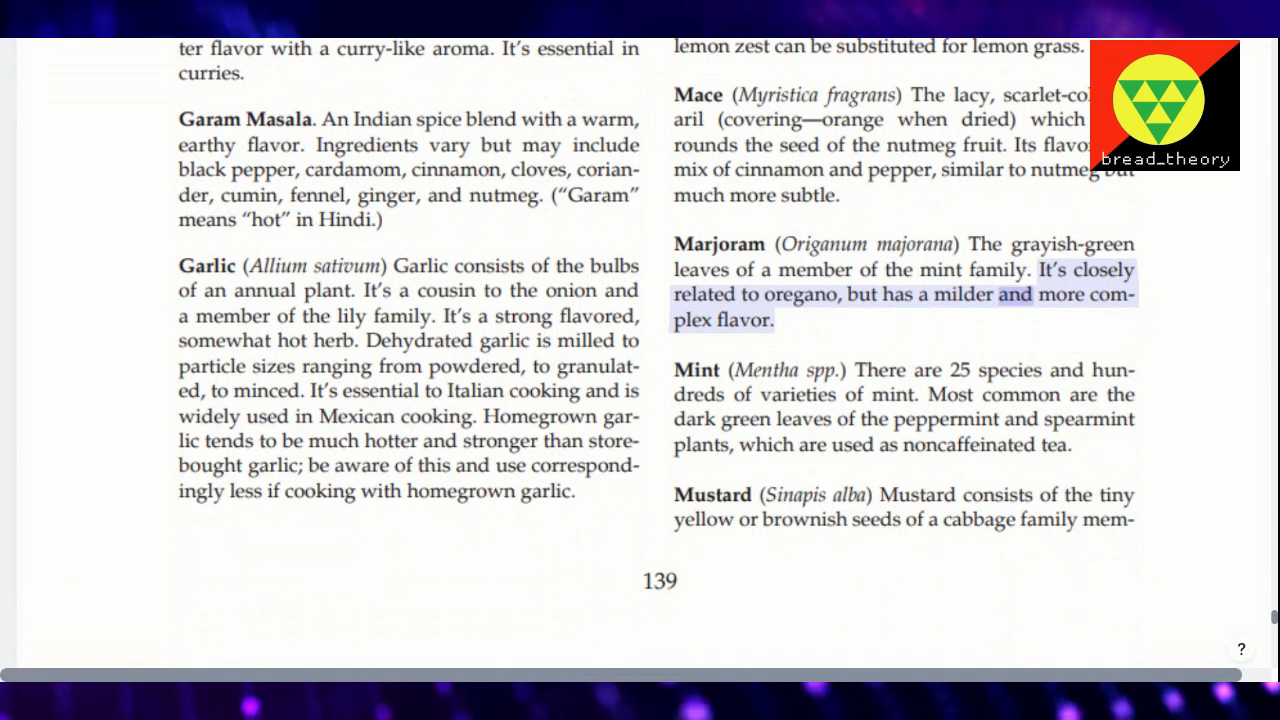 ter flavor with a curry-like aroma. It's essential in
curries.
Garam Masala. An Indian spice blend with a warm,
earthy flavor. Ingredients vary but may include
black pepper, cardamom, cinnamon, cloves, corian-
der, cumin, fennel, ginger, and nutmeg. ("Garam"
means "hot" in Hindi.)
Garlic (Allium sativum) Garlic consists of the bulbs
of an annual plant. It's a cousin to the onion and
a member of the lily family. It's a strong flavored,
somewhat hot herb. Dehydrated garlic is milled to
particle sizes ranging from powdered, to granulat-
ed, to minced. It's essential to Italian cooking and is
widely used in Mexican cooking. Homegrown gar-
lic tends to be much hotter and stronger than store-
bought garlic; be aware of this and use correspond-
ingly less if cooking with homegrown garlic.
lemon zest can be substituted for lemon grass.
Mace (Myristica fragrans) The lacy, scarlet-co
aril (covering—orange when dried) which
rounds the seed of the nutmeg fruit. Its flavo
mix of cinnamon and pepper, similar to nutmeg but
much more subtle.
Marjoram (Origanum majorana) The grayish-green
leaves of a member of the mint family. It's closely
related to oregano, but has a milder and more com-
plex flavor.
Mint (Mentha spp.) There are 25 species and hun-
dreds of varieties of mint. Most common are the
dark green leaves of the peppermint and spearmint
plants, which are used as noncaffeinated tea.
Mustard (Sinapis alba) Mustard consists of the tiny
yellow or brownish seeds of a cabbage family mem-
139
bread_theory
?